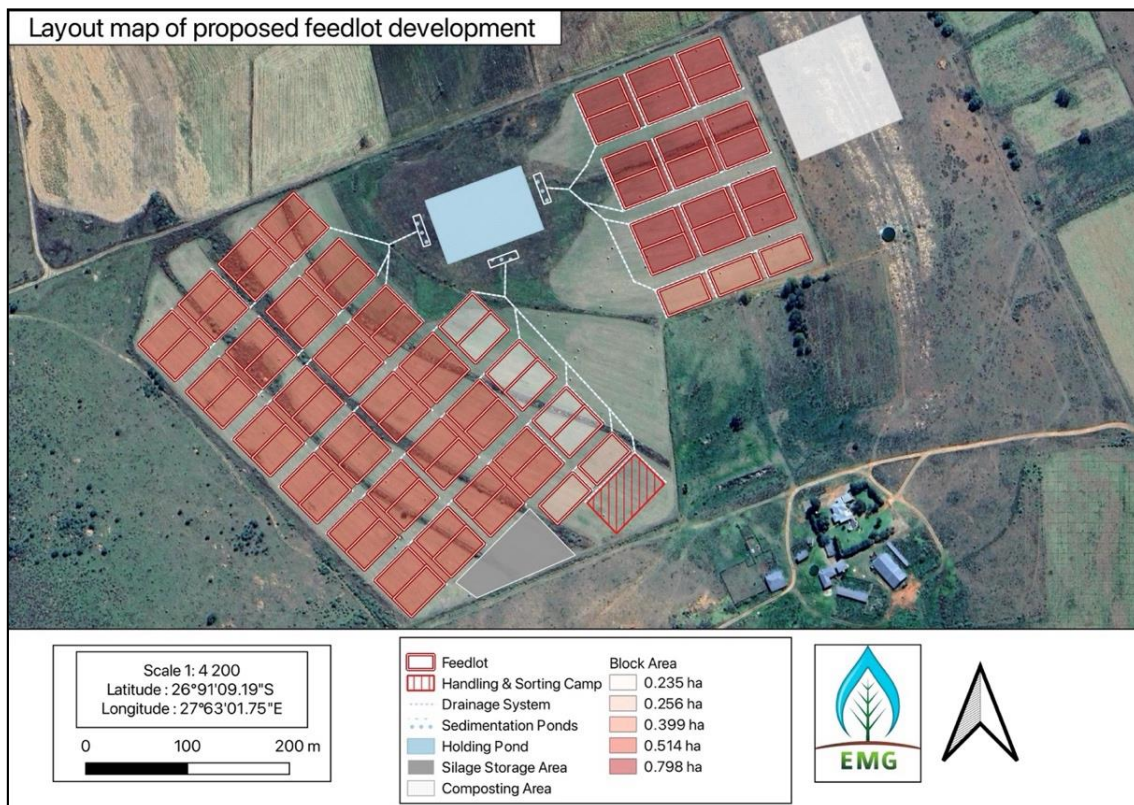 Layout map of proposed feedlot development
Scale 1: 4 200
Latitude : 26°91'09.19"S
Longitude : 27°63'01.75"E
0 100 200 m
Feedlot
Handling & Sorting Camp
Drainage System
Sedimentation Ponds
Holding Pond
Silage Storage Area
Composting Area
Block Area
0.235 ha
0.256 ha
0.399 ha
0.514 ha
0.798 ha
EMG